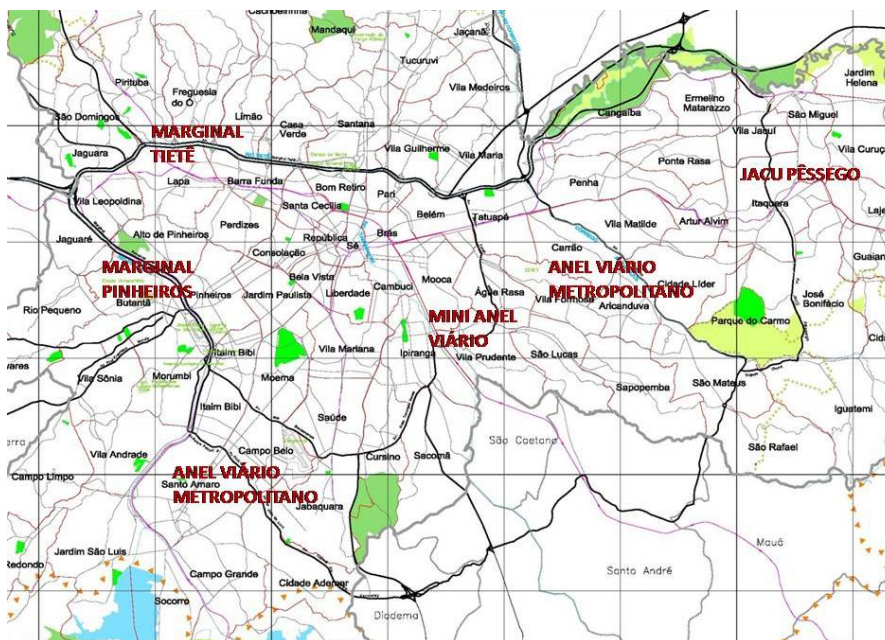 Cachoeirinha
Mandaqui
Jaçanã
Tucuruvi
Pirituba
Freguesia
do Ó
Vila Medeiros
Jardim
Helena
Ermelino
Matarazzo
São Domingos
Limão
Casa
Verde
Santana
Cangaíba
São Miguel
MARGINAL
TIETÊ
Vila Guilherme
Vila Maria
Vila Jacuí
Vila Curuçá
Jaguara
Ponte Rasa
JACU PÊSSEGO
Lapa
Barra Funda
Bom Retiro
Pari
Penha
Vila Leopoldina
Santa Cecília
Belém
Tatuapé
Itaquera
Perdizes
Brás
Vila Matilde
Artur Alvim
Jaguaré
Alto de Pinheiros
República
Sé
Consolação
Carrão
MARGINAL
PINHEIROS
Bela Vista
Mooca
ANEL VIÁRIO
METROPOLITANO
Cidade Líder
Butantã
Pinheiros
Jardim Paulista
Liberdade
Cambuci
Água Rasa
Vila Formosa
Aricanduva
José
Bonifácio
Rio Pequeno
MINI ANEL
VIÁRIO
Parque do Carmo
Itaim Bibi
Vila Mariana
Ipiranga
Vila Prudente
São Lucas
Vila Sônia
Morumbi
Moema
Sapopemba
São Mateus
Itaim Bibi
Saúde
Iguatemi
São Caetano
São Rafael
Vila Andrade
Campo Belo
Cursino
Sacomã
Campo Limpo
ANEL VIÁRIO
METROPOLITANO
Santo Amaro
Jabaquara
Mauá
Jardim São Luis
Redondo
Campo Grande
Cidade Ademar
Santo André
Socorro
Diadema